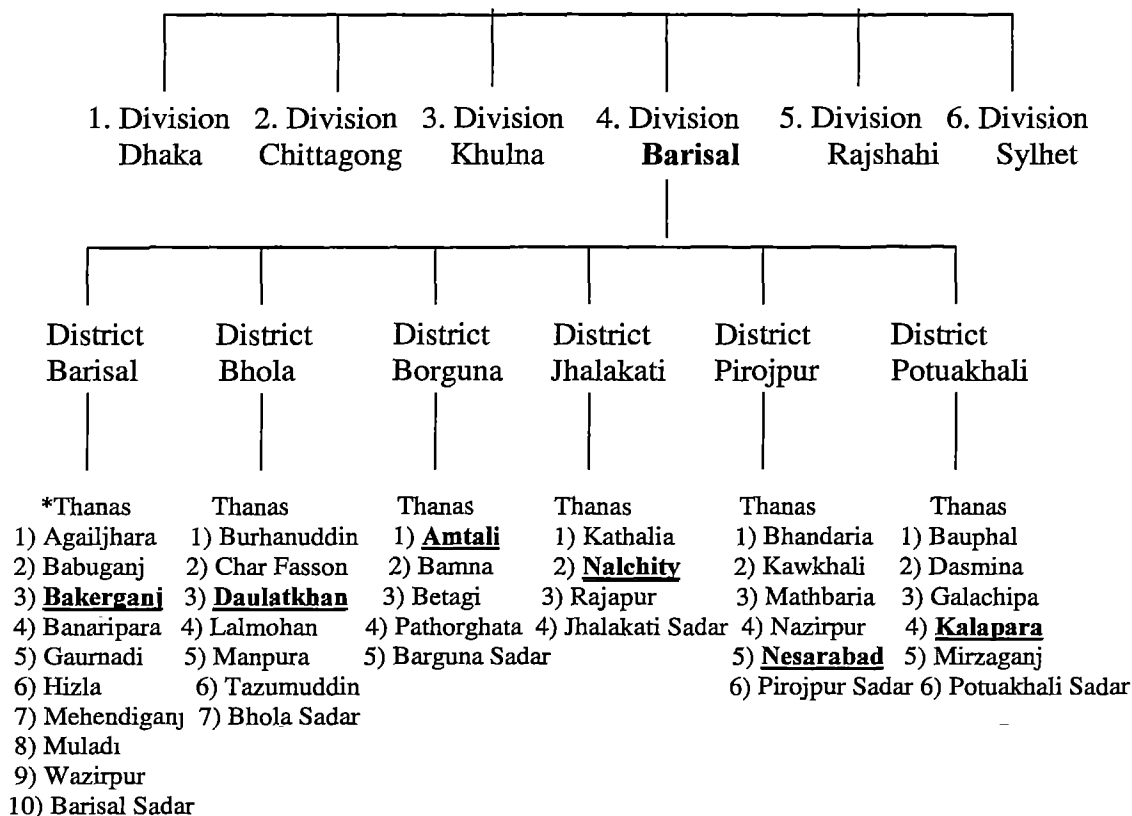 1. Division 2. Division 3. Division 4. Division 5. Division 6. Division
Dhaka Chittagong Khulna Barisal Rajshahi Sylhet
District District District District District District
Barisal Bhola Borguna Jhalakati Pirojpur Potuakhali
*Thanas Thanas Thanas Thanas Thanas Thanas
1) Agailjhara 1) Burhanuddin 1) Amtali 1) Kathalia 1) Bhandaria 1) Bauphal
2) Babuganj 2) Char Fasson 2) Bamna 2) Nalchity 2) Kawkhali 2) Dasmina
3) Bakerganj 3) Daulatkhan 3) Betagi 3) Rajapur 3) Mathbaria 3) Galachipa
4) Banaripara 4) Lalmohan 4) Pathorghata 4) Jhalakati Sadar 4) Nazirpur 4) Kalapara
5) Gaurnadi 5) Manpura 5) Barguna Sadar 5) Nesarabad 5) Mirzaganj
6) Hizla 6) Tazumuddin 6) Pirojpur Sadar 6) Potuakhali Sadar
7) Mehendiganj 7) Bhola Sadar
8) Muladi
9) Wazirpur
10) Barisal Sadar